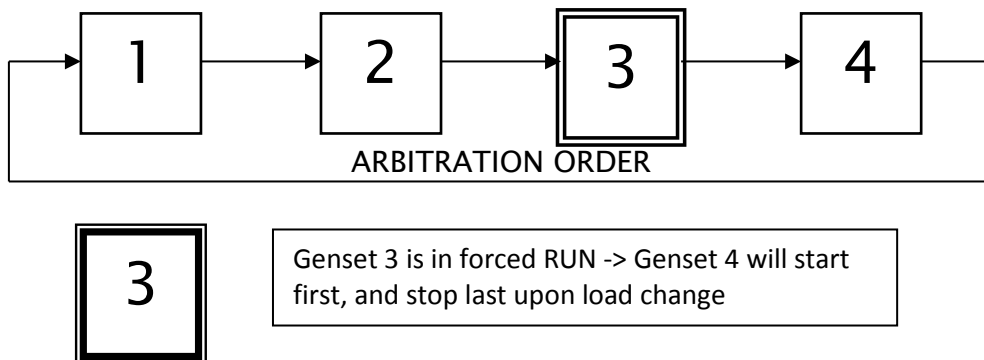 1 2 3 4
ARBITRATION ORDER
3
Genset 3 is in forced RUN -> Genset 4 will start
first, and stop last upon load change